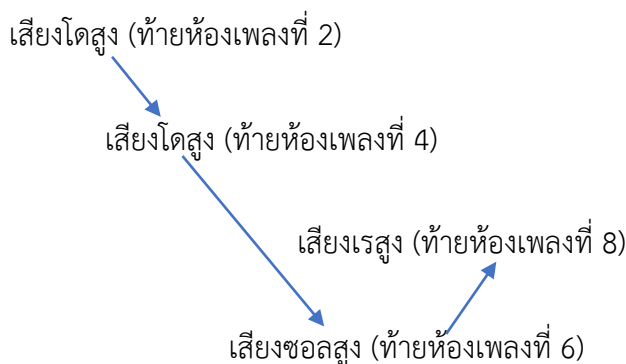 เสียงโดสูง (ท้ายห้องเพลงที่ 2)
เสียงโดสูง (ท้ายห้องเพลงที่ 4)
เสียงเรสูง (ท้ายห้องเพลงที่ 8)
เสียงซอลสูง (ท้ายห้องเพลงที่ 6)